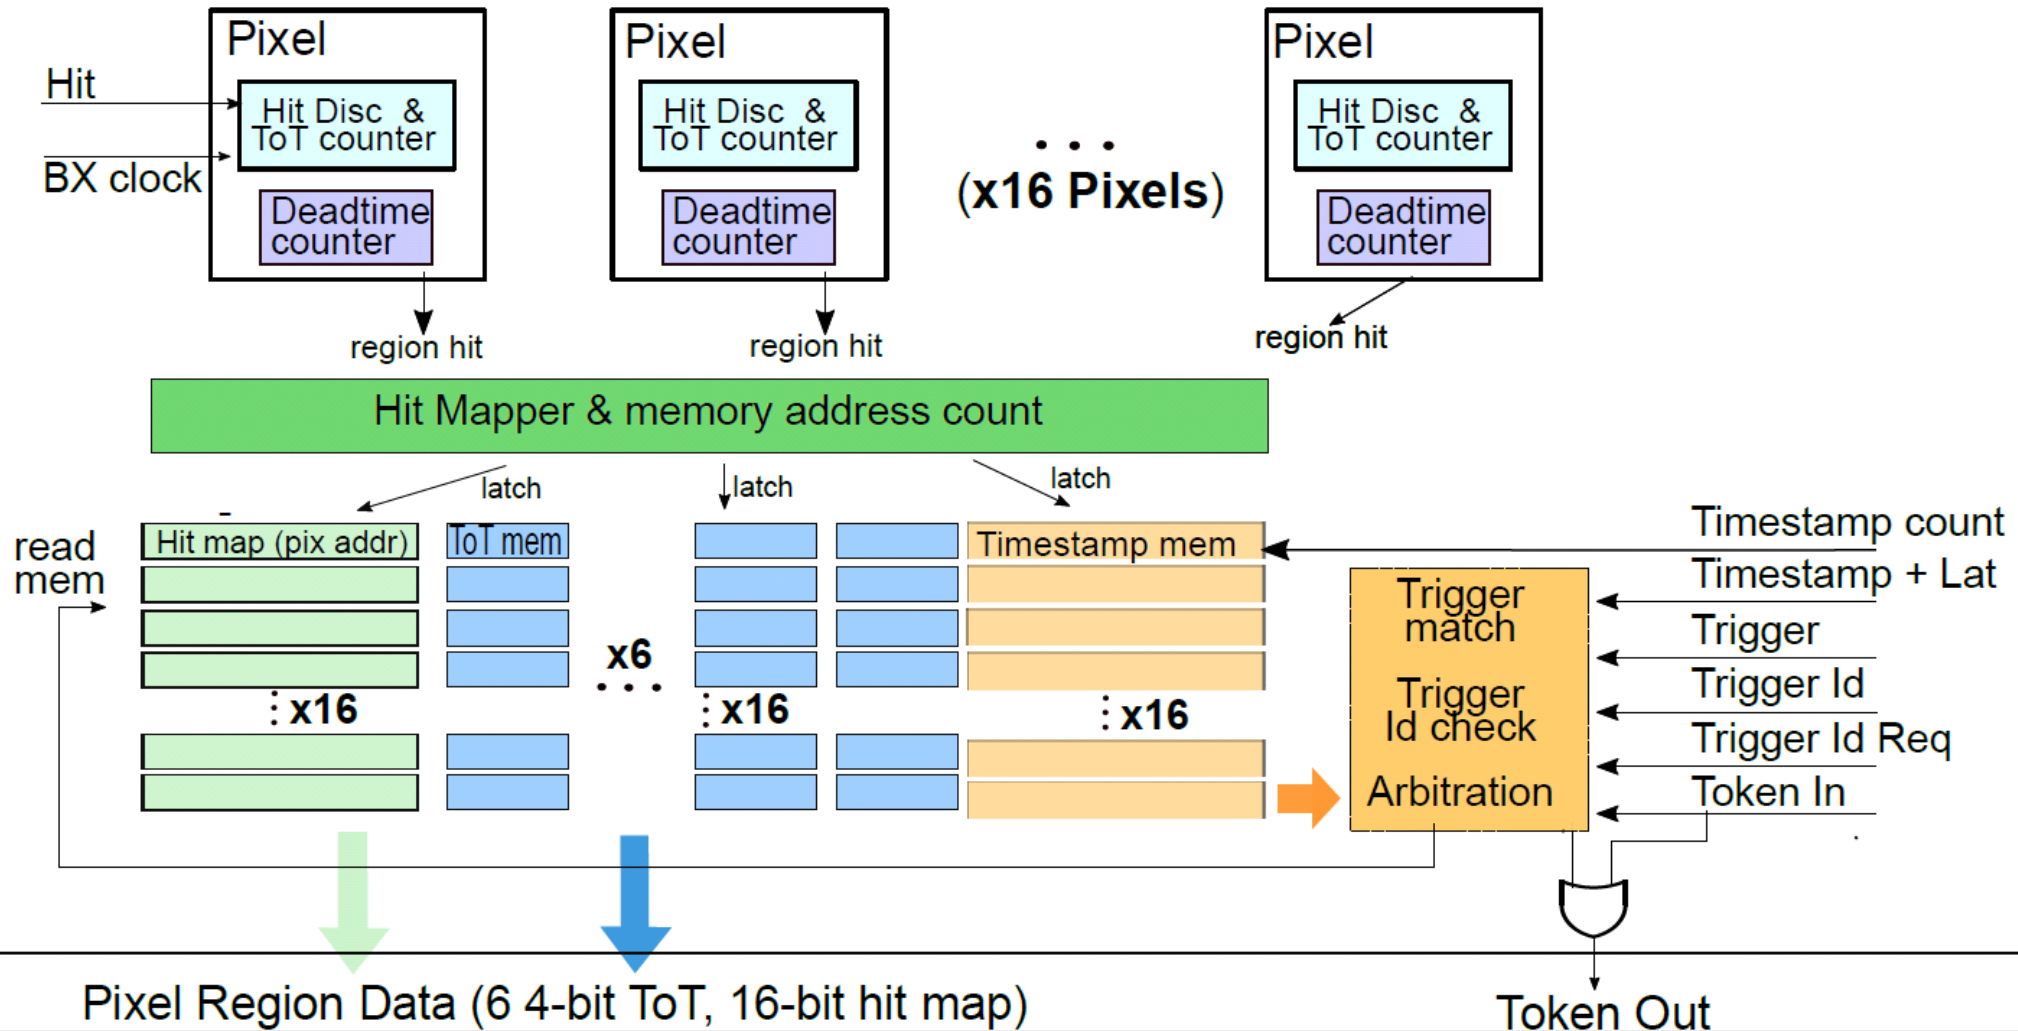 Pixel
Pixel
Pixel
Hit
Hit Disc &
ToT counter
Hit Disc &
ToT counter
Hit Disc &
ToT counter
BX clock
(x16 Pixels)
Deadtime
counter
Deadtime
counter
Deadtime
counter
region hit
region hit
region hit
Hit Mapper & memory address count
latch
latch
latch
read
mem
Hit map (pix addr)
ToT mem
Timestamp mem
Timestamp count
Timestamp + Lat
Trigger
match
Trigger
x6
Trigger
Id check
Trigger Id
x16
x16
x16
Trigger Id Req
Arbitration
Token In
Pixel Region Data (6 4-bit ToT, 16-bit hit map)
Token Out